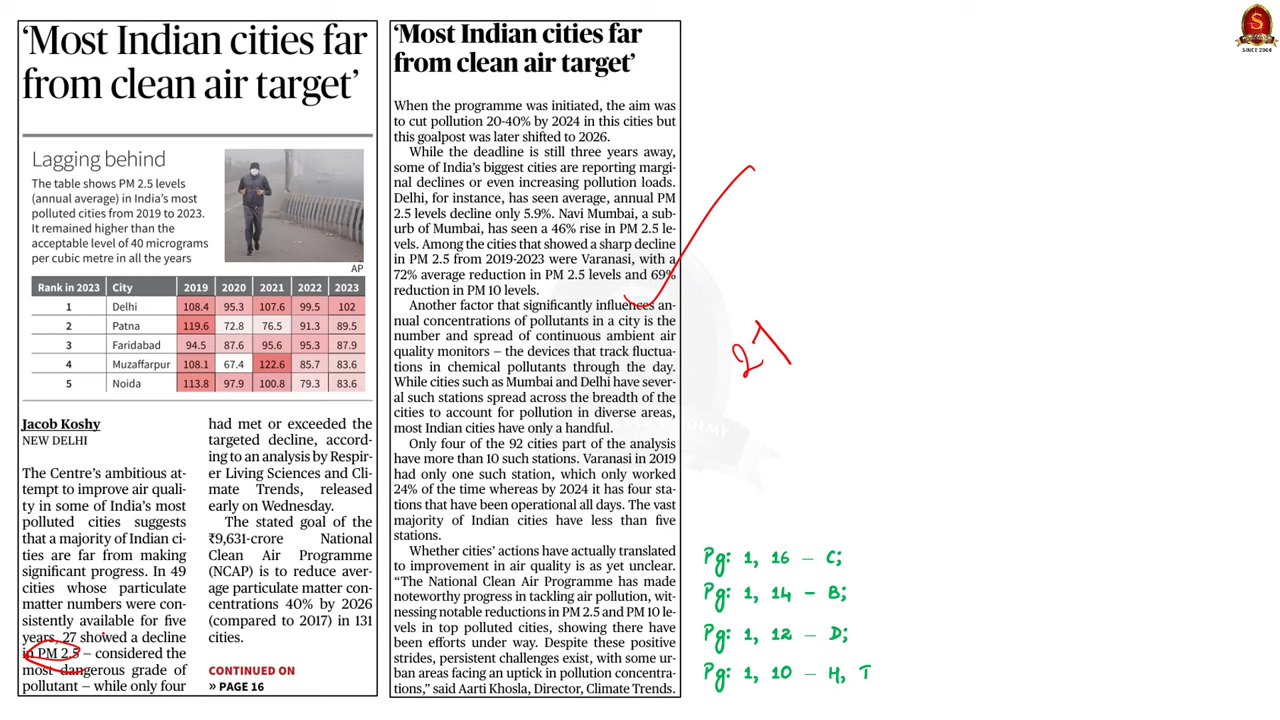 ‘Most Indian cities far
from clean air target’
Lagging behind
The table shows PM 2.5 levels
(annual average) in India's most
polluted cities from 2019 to 2023.
It remained higher than the
acceptable level of 40 micrograms
per cubic metre in all the years
AP
Rank in 2023 City 2019 2020 2021 2022 2023
1 Delhi 108.4 95.3 107.6 99.5 102
2 Patna 119.6 72.8 76.5 91.3 89.5
3 Faridabad 94.5 87.6 95.6 95.3 87.9
4 Muzaffarpur 108.1 67.4 122.6 85.7 83.6
5 Noida 113.8 97.9 100.8 79.3 83.6
Jacob Koshy
NEW DELHI
The Centre's ambitious at-
tempt to improve air quali-
ty in some of India's most
polluted cities suggests
that a majority of Indian ci-
ties are far from making
significant progress. In 49
cities whose particulate
matter numbers were con-
sistently available for five
years, 27 showed a decline
in PM 2.5 – considered the
most dangerous grade of
pollutant – while only four
had met or exceeded the
targeted decline, accord-
ing to an analysis by Respir-
er Living Sciences and Cli-
mate Trends, released
early on Wednesday.
The stated goal of the
₹9,631-crore National
Clean Air Programme
(NCAP) is to reduce aver-
age particulate matter con-
centrations 40% by 2026
(compared to 2017) in 131
cities.
CONTINUED ON
» PAGE 16
‘Most Indian cities far
from clean air target’
When the programme was initiated, the aim was
to cut pollution 20-40% by 2024 in this cities but
this goalpost was later shifted to 2026.
While the deadline is still three years away,
some of India's biggest cities are reporting margi-
nal declines or even increasing pollution loads.
Delhi, for instance, has seen average, annual PM
2.5 levels decline only 5.9%. Navi Mumbai, a sub-
urb of Mumbai, has seen a 46% rise in PM 2.5 le-
vels. Among the cities that showed a sharp decline
in PM 2.5 from 2019-2023 were Varanasi, with a
72% average reduction in PM 2.5 levels and 69%
reduction in PM 10 levels.
Another factor that significantly influences an-
nual concentrations of pollutants in a city is the
number and spread of continuous ambient air
quality monitors – the devices that track fluctua-
tions in chemical pollutants through the day.
While cities such as Mumbai and Delhi have sever-
al such stations spread across the breadth of the
cities to account for pollution in diverse areas,
most Indian cities have only a handful.
Only four of the 92 cities part of the analysis
have more than 10 such stations. Varanasi in 2019
had only one such station, which only worked
24% of the time whereas by 2024 it has four sta-
tions that have been operational all days. The vast
majority of Indian cities have less than five
stations.
Whether cities' actions have actually translated
to improvement in air quality is as yet unclear.
“The National Clean Air Programme has made
noteworthy progress in tackling air pollution, wit-
nessing notable reductions in PM 2.5 and PM 10 le-
vels in top polluted cities, showing there have
been efforts under way. Despite these positive
strides, persistent challenges exist, with some ur-
ban areas facing an uptick in pollution concentra-
tions,” said Aarti Khosla, Director, Climate Trends.
27
Pg: 1, 16 – C;
Pg: 1, 14 – B;
Pg: 1, 12 – D;
Pg: 1, 10 – H, T
S
SINCE 2004